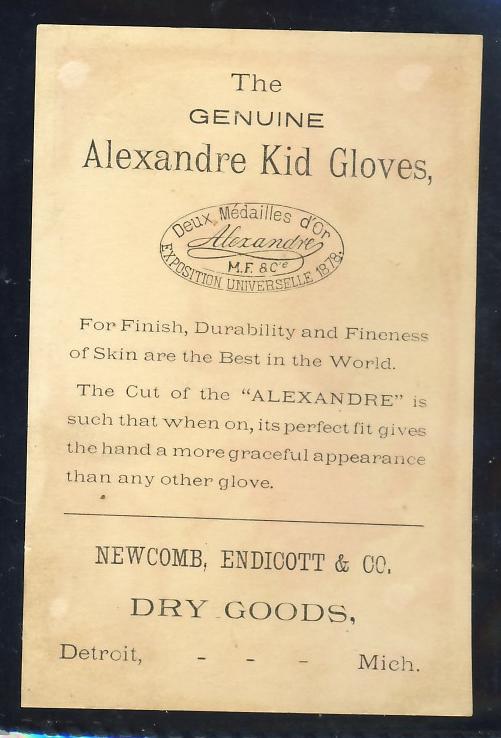 The
GENUINE
Alexandre Kid Gloves,
Deux Médailles d'Or
Alexandre
M.F. & Cie
EXPOSITION UNIVERSELLE 1878.
For Finish, Durability and Fineness
of Skin are the Best in the World.
The Cut of the "ALEXANDRE" is
such that when on, its perfect fit gives
the hand a more graceful appearance
than any other glove.
NEWCOMB, ENDICOTT & CO.
DRY GOODS,
Detroit, - - - Mich.